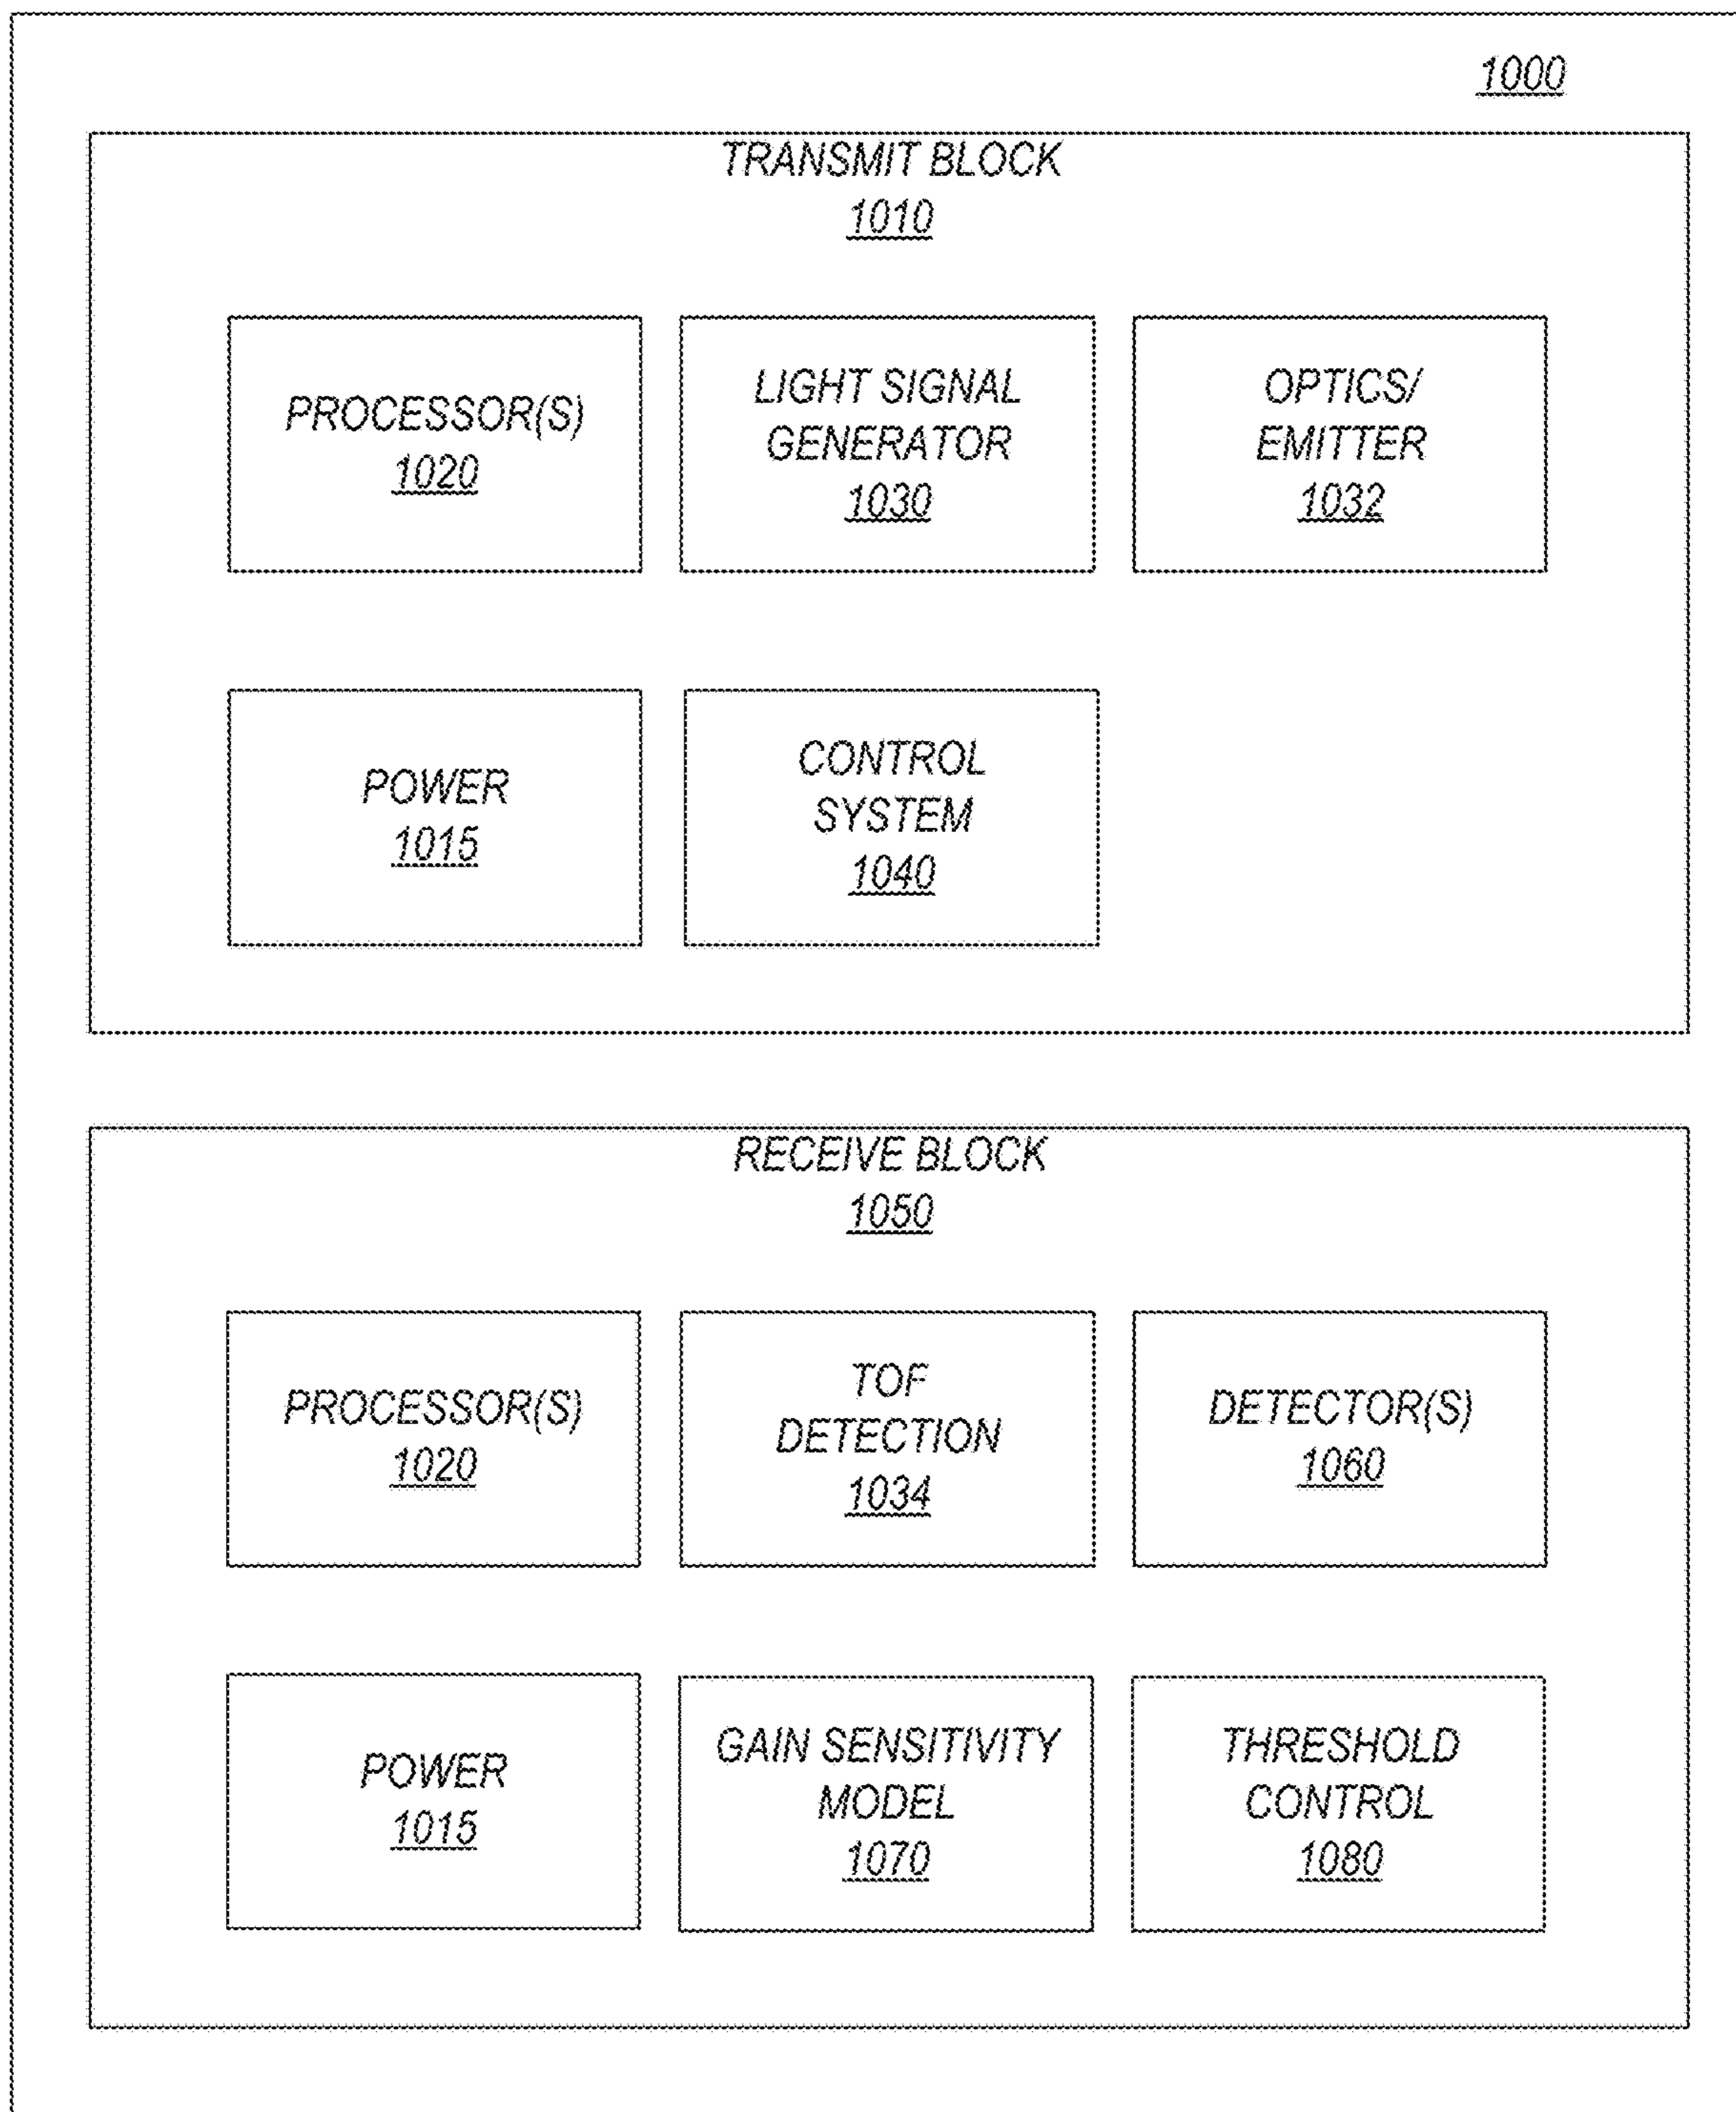 1000
TRANSMIT BLOCK
1010
PROCESSOR(S)
1020
LIGHT SIGNAL
GENERATOR
1030
OPTICS/
EMITTER
1032
POWER
1015
CONTROL
SYSTEM
1040
RECEIVE BLOCK
1050
PROCESSOR(S)
1020
TOF
DETECTION
1034
DETECTOR(S)
1060
POWER
1015
GAIN SENSITIVITY
MODEL
1070
THRESHOLD
CONTROL
1080